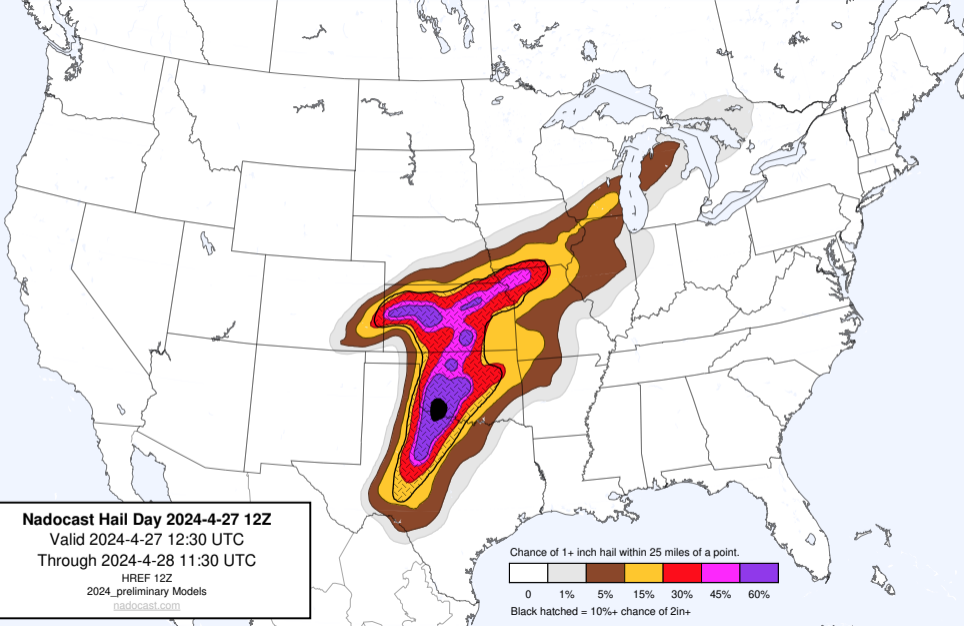 Nadocast Hail Day 2024-4-27 12Z
Valid 2024-4-27 12:30 UTC
Through 2024-4-28 11:30 UTC
HREF 12Z
2024_preliminary Models
nadocast.com
Chance of 1+ inch hail within 25 miles of a point.
0 1% 5% 15% 30% 45% 60%
Black hatched = 10%+ chance of 2in+